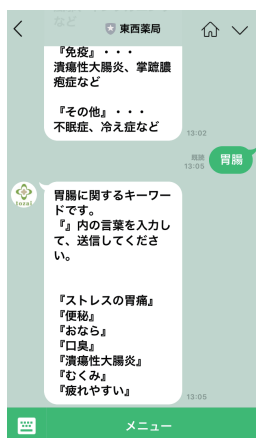 など
東西薬局
『免疫』・・・
潰瘍性大腸炎、掌蹠膿
疱症など
『その他』・・・
不眠症、冷え症など
13:02
既読
13:05
胃腸
tozai
胃腸に関するキーワー
ドです。
『』内の言葉を入力し
て、送信してくださ
い。
『ストレスの胃痛』
『便秘』
『おなら』
『口臭』
『潰瘍性大腸炎』
『むくみ』
『疲れやすい』
13:05
メニュー